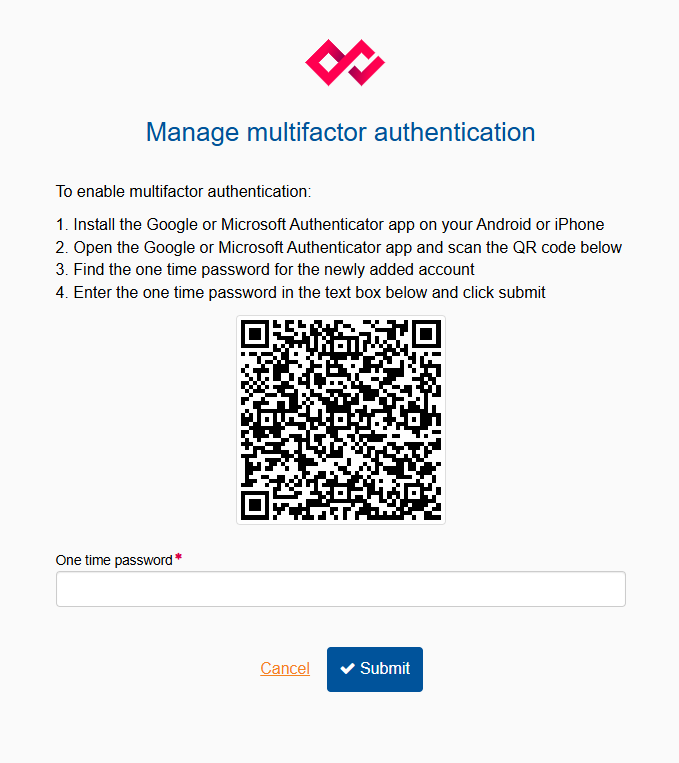 Manage multifactor authentication
To enable multifactor authentication:
1. Install the Google or Microsoft Authenticator app on your Android or iPhone
2. Open the Google or Microsoft Authenticator app and scan the QR code below
3. Find the one time password for the newly added account
4. Enter the one time password in the text box below and click submit
One time password*
Cancel Submit